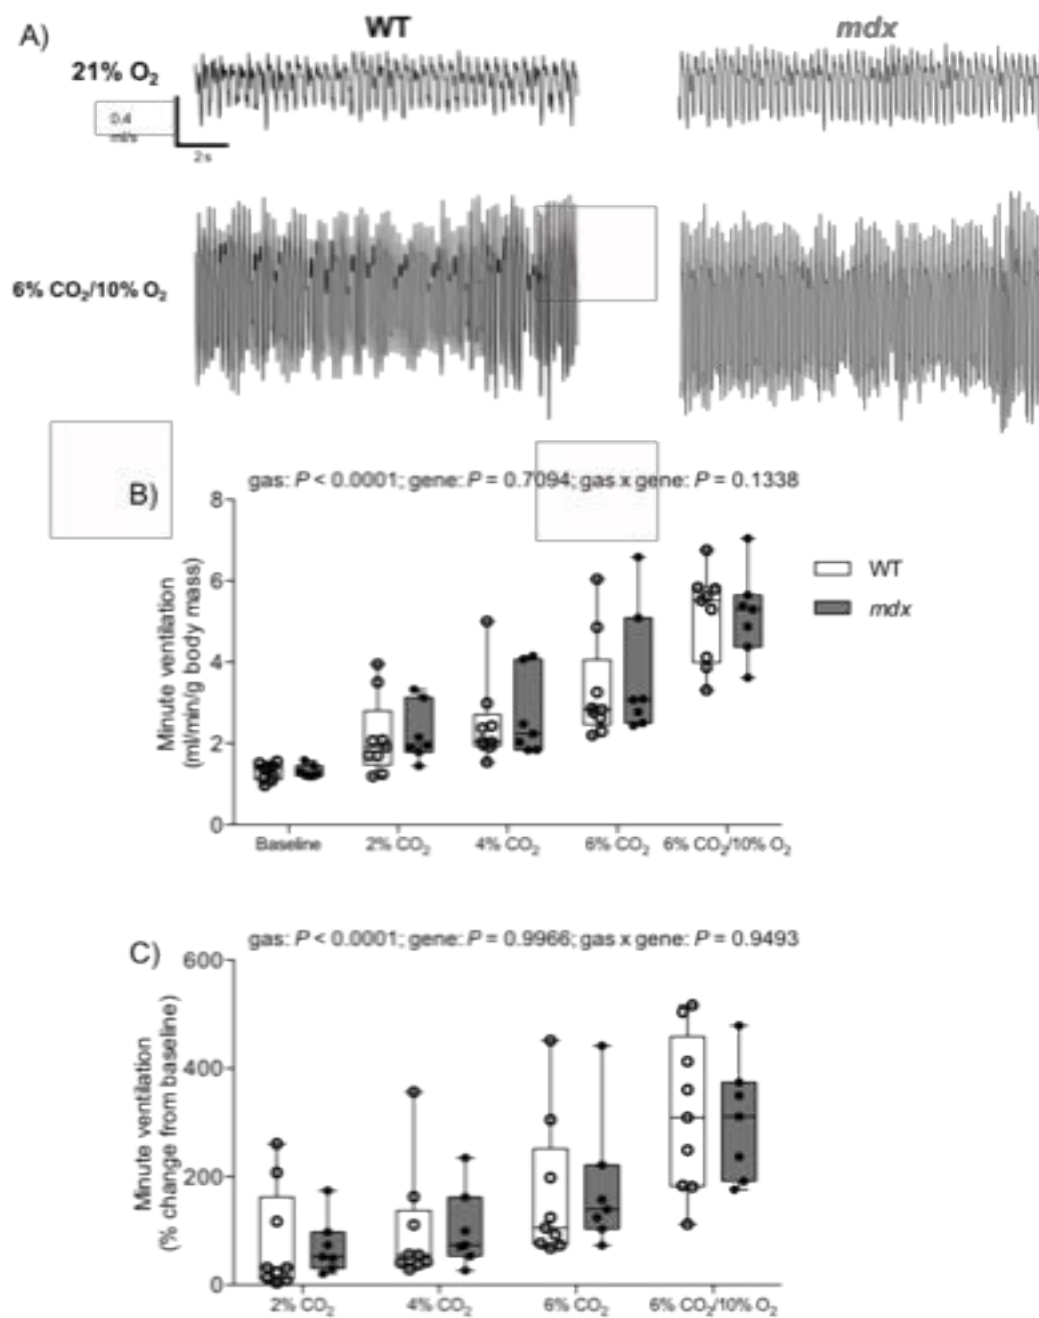 A)
WT
mdx
21% O₂
0.4
ml/s
2 s
6% CO₂/10% O₂
B)
gas: P < 0.0001; gene: P = 0.7094; gas x gene: P = 0.1338
Minute ventilation
(ml/min/g body mass)
8
6
4
2
0
Baseline
2% CO₂
4% CO₂
6% CO₂
6% CO₂/10% O₂
WT
mdx
C)
gas: P < 0.0001; gene: P = 0.9966; gas x gene: P = 0.9493
Minute ventilation
(% change from baseline)
600
400
200
0
2% CO₂
4% CO₂
6% CO₂
6% CO₂/10% O₂